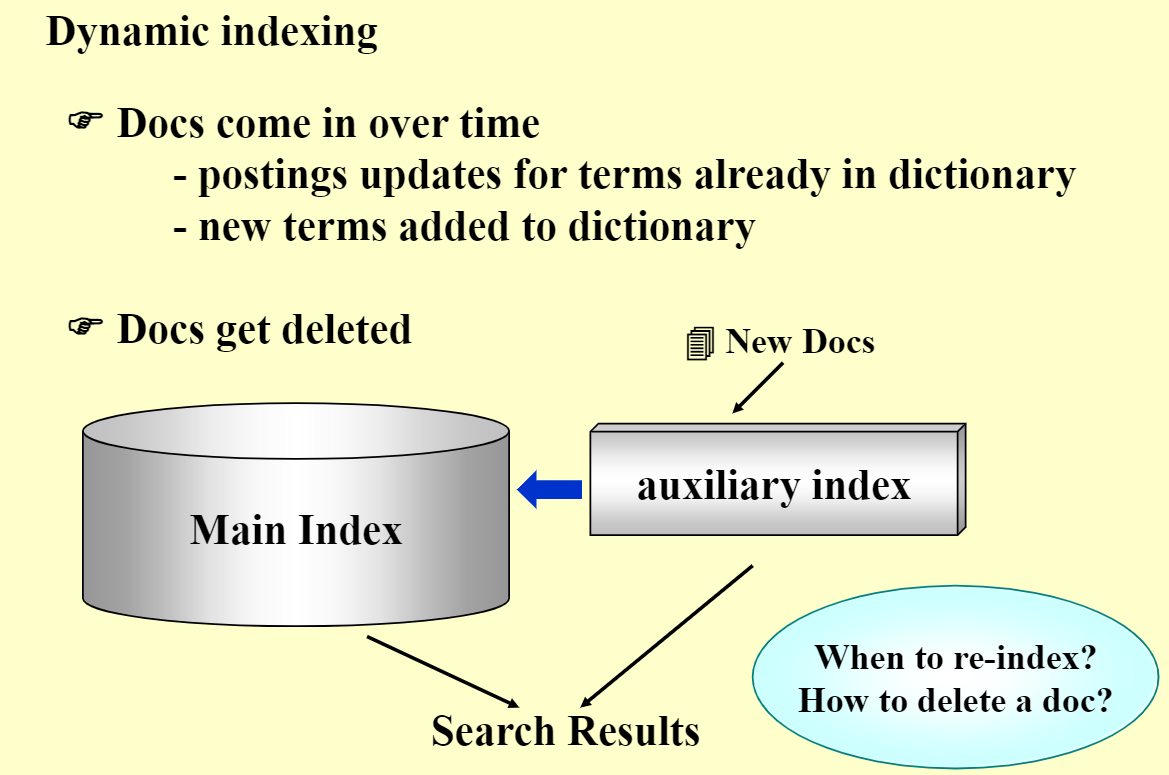 Dynamic indexing
☞ Docs come in over time
- postings updates for terms already in dictionary
- new terms added to dictionary
☞ Docs get deleted
New Docs
auxiliary index
Main Index
When to re-index?
How to delete a doc?
Search Results